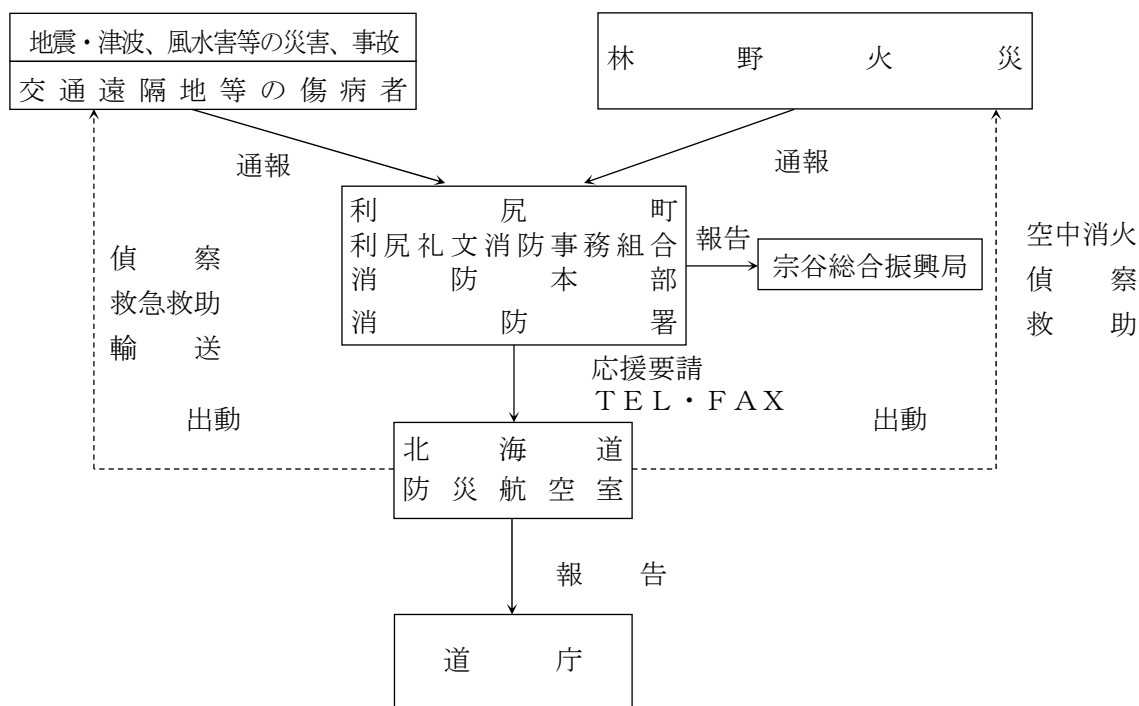 地震・津波、風水害等の災害、事故
交通遠隔地等の傷病者
林野火災
通報
通報
利尻町
利尻礼文消防事務組合
消防本部
消防署
報告
宗谷総合振興局
偵察
救急救助
輸送
空中消火
偵察
救助
応援要請
ＴＥＬ・ＦＡＸ
出動
出動
北海道
防災航空室
報告
道庁